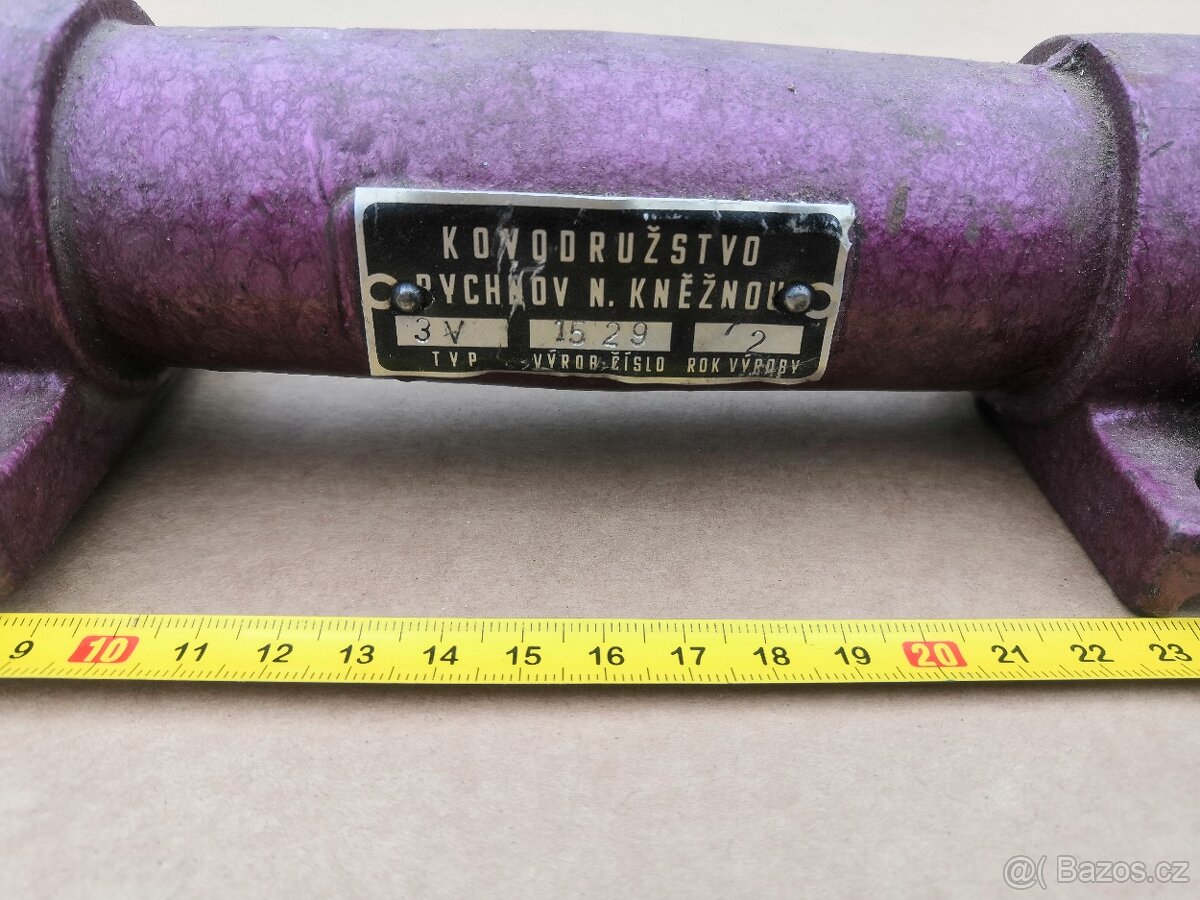 KOVODRUŽSTVO
RYCHNOV N. KNĚŽNOU
3V 1529 2
TYP VÝROB. ČÍSLO ROK VÝROBY
9 10 11 12 13 14 15 16 17 18 19 20 21 22 23
@( Bazos.cz